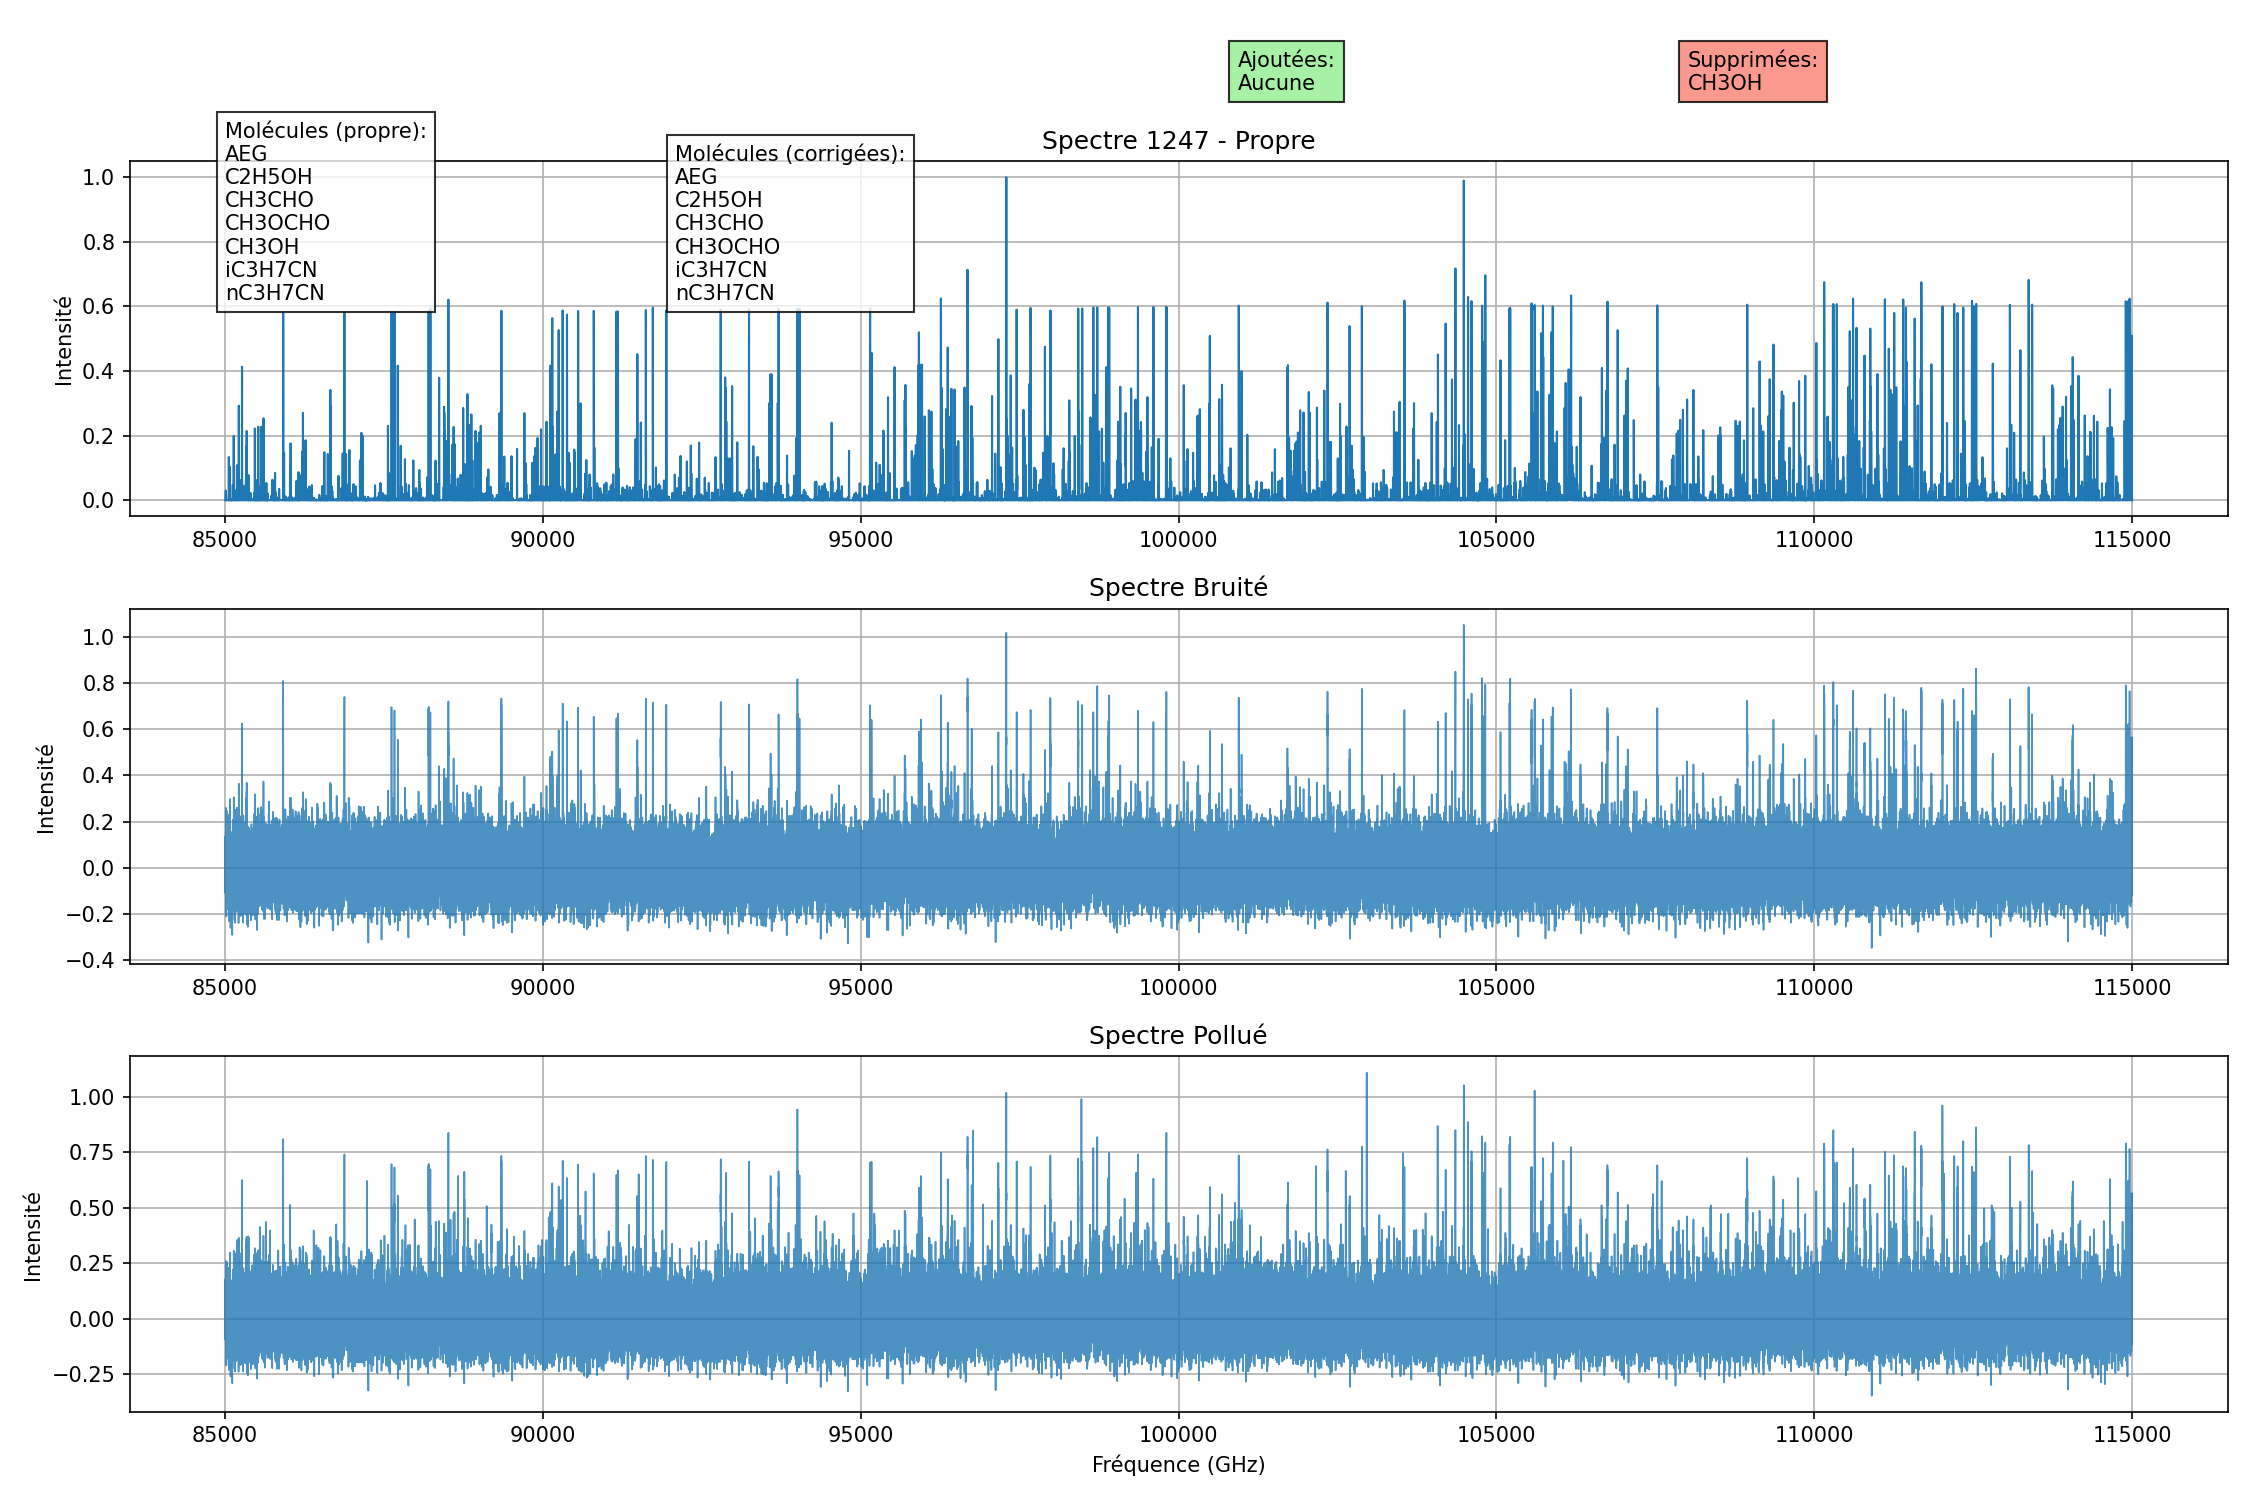 Ajoutées:
Aucune
Supprimées:
CH3OH
Molécules (propre):
AEG
C2H5OH
CH3CHO
CH3OCHO
CH3OH
iC3H7CN
nC3H7CN
Molécules (corrigées):
AEG
C2H5OH
CH3CHO
CH3OCHO
iC3H7CN
nC3H7CN
Spectre 1247 - Propre
Intensité
1.0
0.8
0.6
0.4
0.2
0.0
85000 90000 95000 100000 105000 110000 115000
Spectre Bruité
Intensité
1.0
0.8
0.6
0.4
0.2
0.0
−0.2
−0.4
85000 90000 95000 100000 105000 110000 115000
Spectre Pollué
Intensité
1.00
0.75
0.50
0.25
0.00
−0.25
85000 90000 95000 100000 105000 110000 115000
Fréquence (GHz)